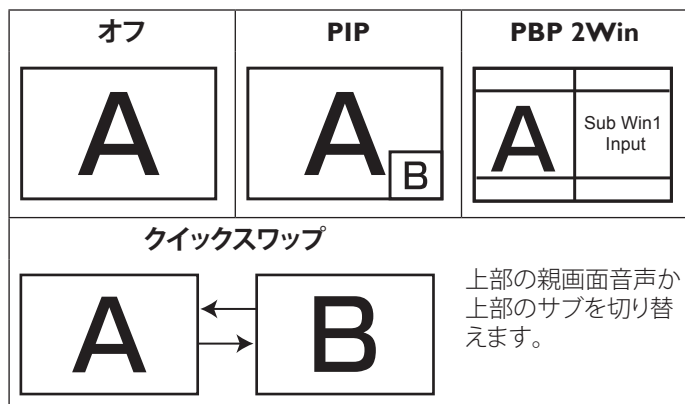 オフ
PIP
PBP 2Win
A
A
B
A
Sub Win1
Input
クイックスワップ
A
B
上部の親画面音声か
上部のサブを切り替
えます。